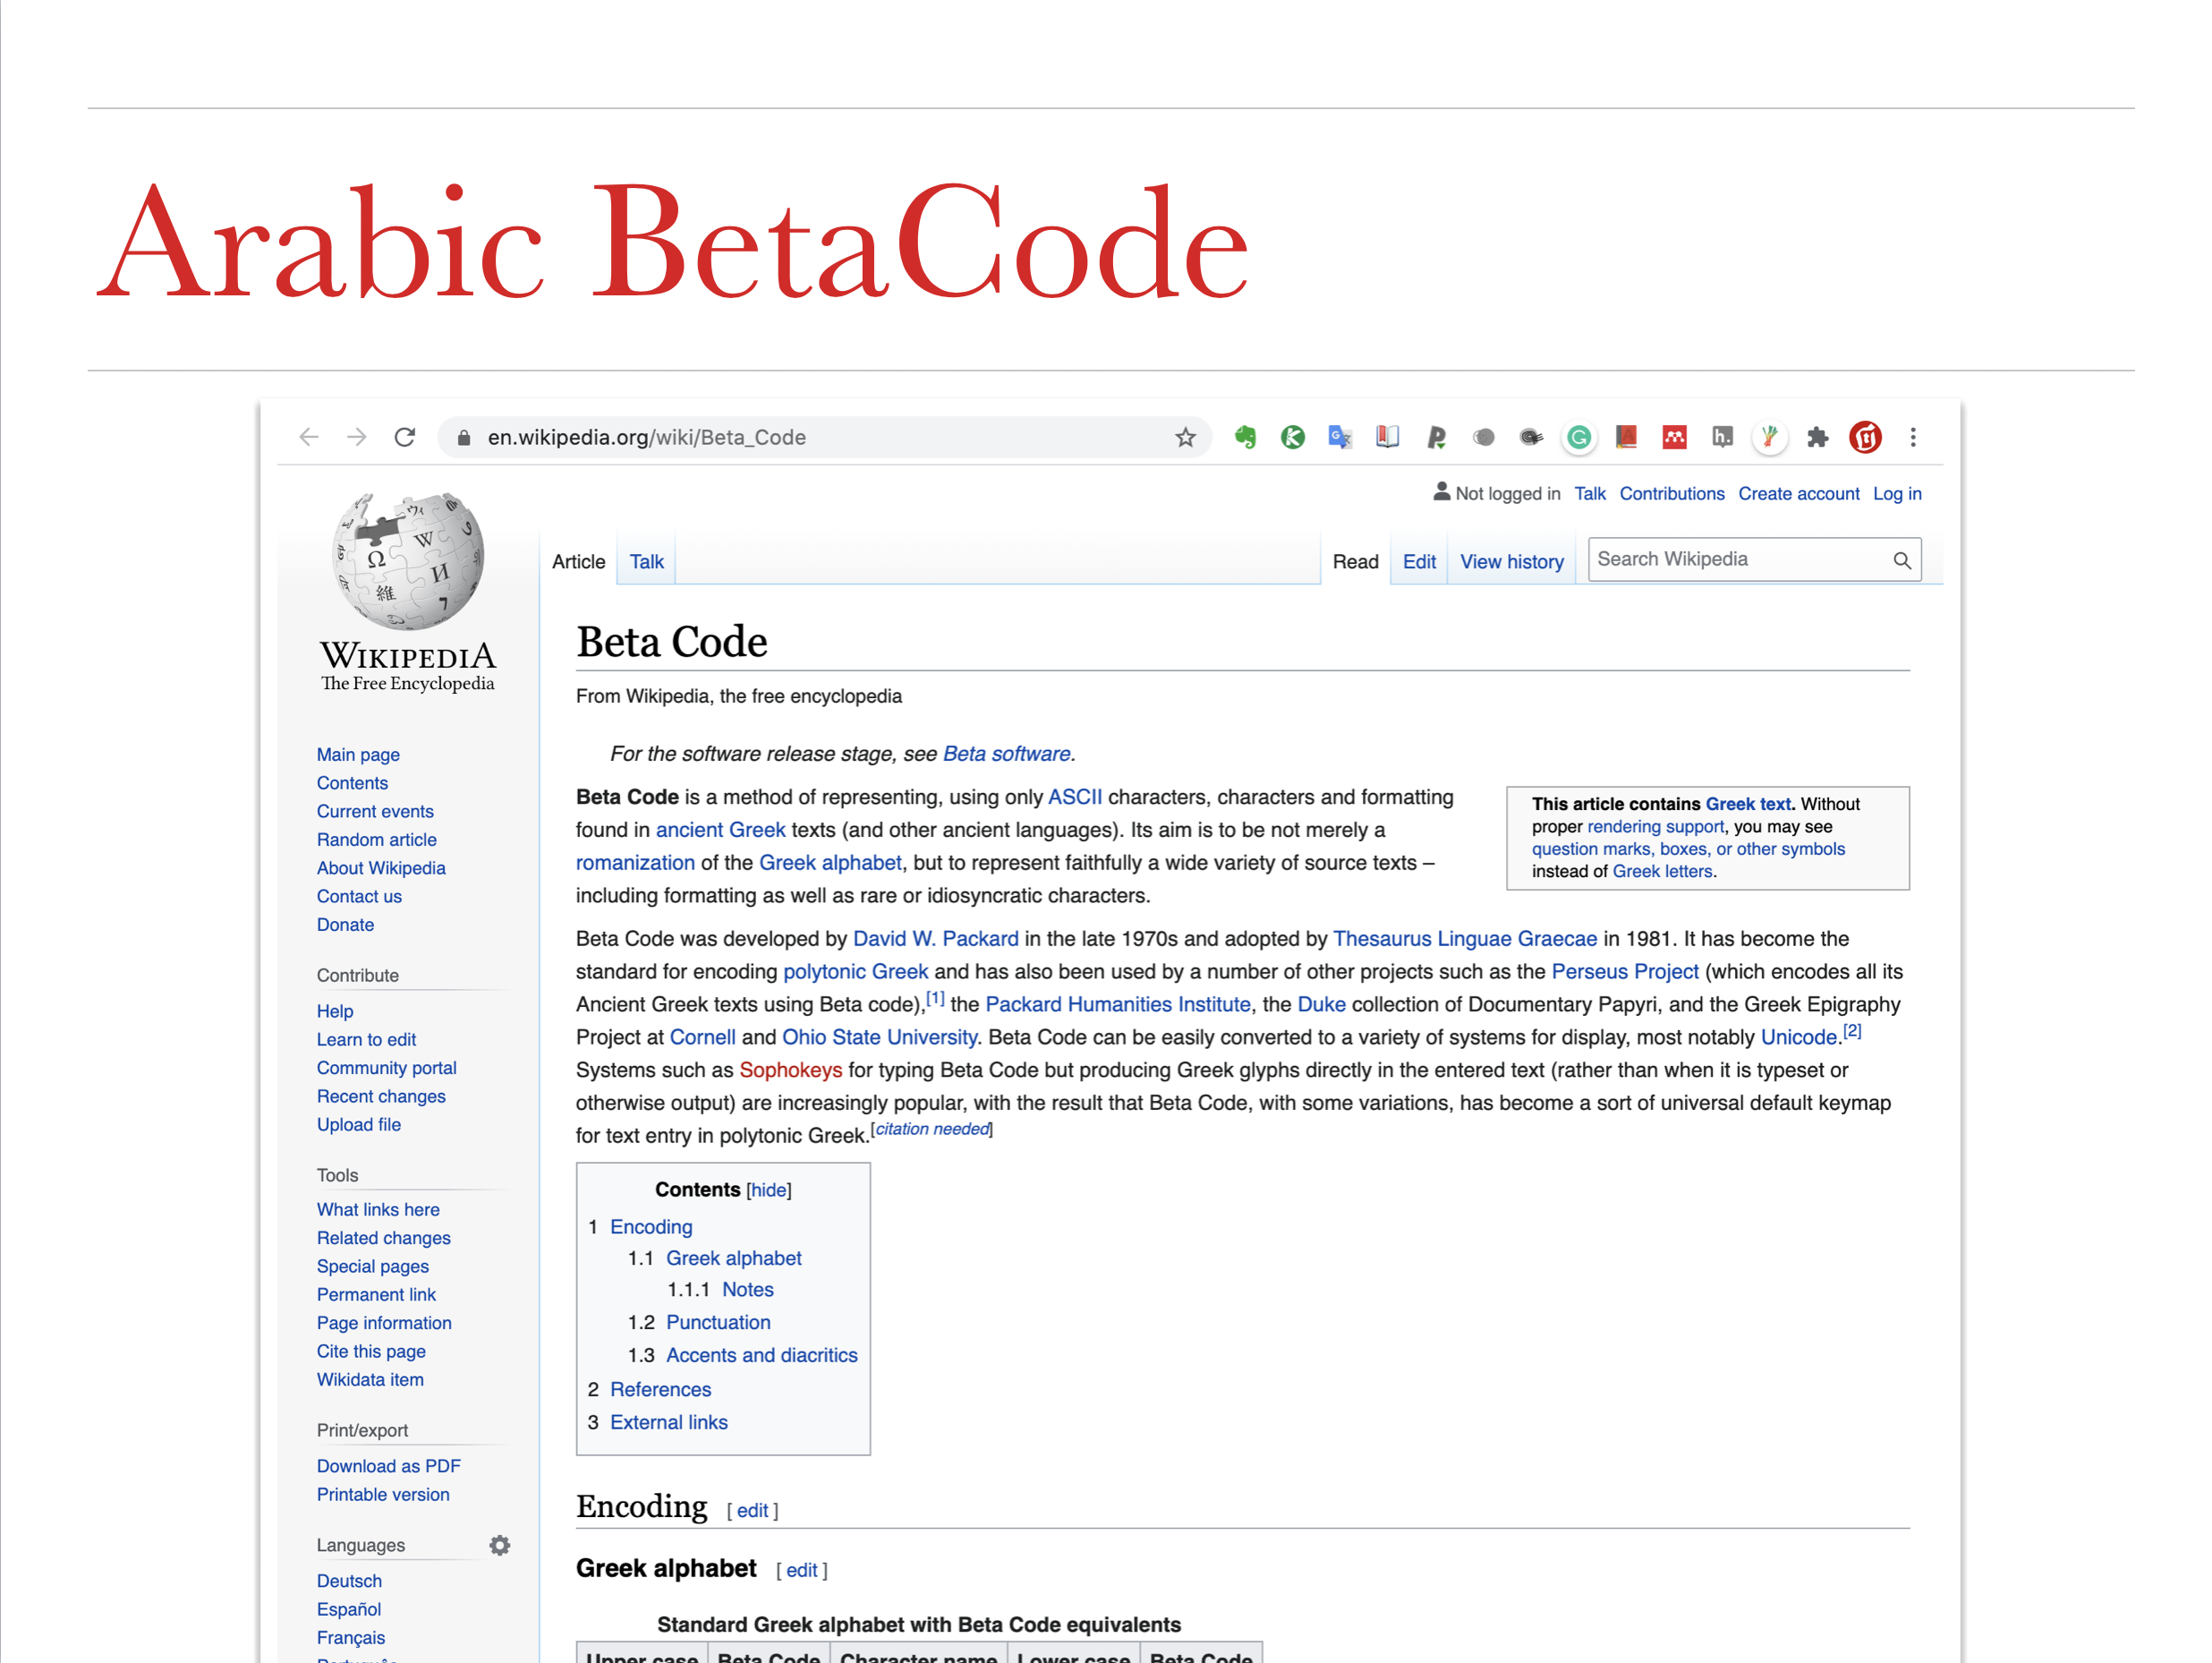 Arabic BetaCode
en.wikipedia.org/wiki/Beta_Code
Not logged in Talk Contributions Create account Log in
Article Talk Read Edit View history Search Wikipedia
WIKIPEDIA
The Free Encyclopedia
Main page
Contents
Current events
Random article
About Wikipedia
Contact us
Donate
Contribute
Help
Learn to edit
Community portal
Recent changes
Upload file
Tools
What links here
Related changes
Special pages
Permanent link
Page information
Cite this page
Wikidata item
Print/export
Download as PDF
Printable version
Languages
Deutsch
Español
Français
Beta Code
From Wikipedia, the free encyclopedia
For the software release stage, see Beta software.
Beta Code is a method of representing, using only ASCII characters, characters and formatting
found in ancient Greek texts (and other ancient languages). Its aim is to be not merely a
romanization of the Greek alphabet, but to represent faithfully a wide variety of source texts –
including formatting as well as rare or idiosyncratic characters.
This article contains Greek text. Without
proper rendering support, you may see
question marks, boxes, or other symbols
instead of Greek letters.
Beta Code was developed by David W. Packard in the late 1970s and adopted by Thesaurus Linguae Graecae in 1981. It has become the
standard for encoding polytonic Greek and has also been used by a number of other projects such as the Perseus Project (which encodes all its
Ancient Greek texts using Beta code),[1] the Packard Humanities Institute, the Duke collection of Documentary Papyri, and the Greek Epigraphy
Project at Cornell and Ohio State University. Beta Code can be easily converted to a variety of systems for display, most notably Unicode.[2]
Systems such as Sophokeys for typing Beta Code but producing Greek glyphs directly in the entered text (rather than when it is typeset or
otherwise output) are increasingly popular, with the result that Beta Code, with some variations, has become a sort of universal default keymap
for text entry in polytonic Greek.[citation needed]
Contents [hide]
1 Encoding
1.1 Greek alphabet
1.1.1 Notes
1.2 Punctuation
1.3 Accents and diacritics
2 References
3 External links
Encoding [ edit ]
Greek alphabet [ edit ]
Standard Greek alphabet with Beta Code equivalents
Upper case Beta Code Character name Lower case Beta Code